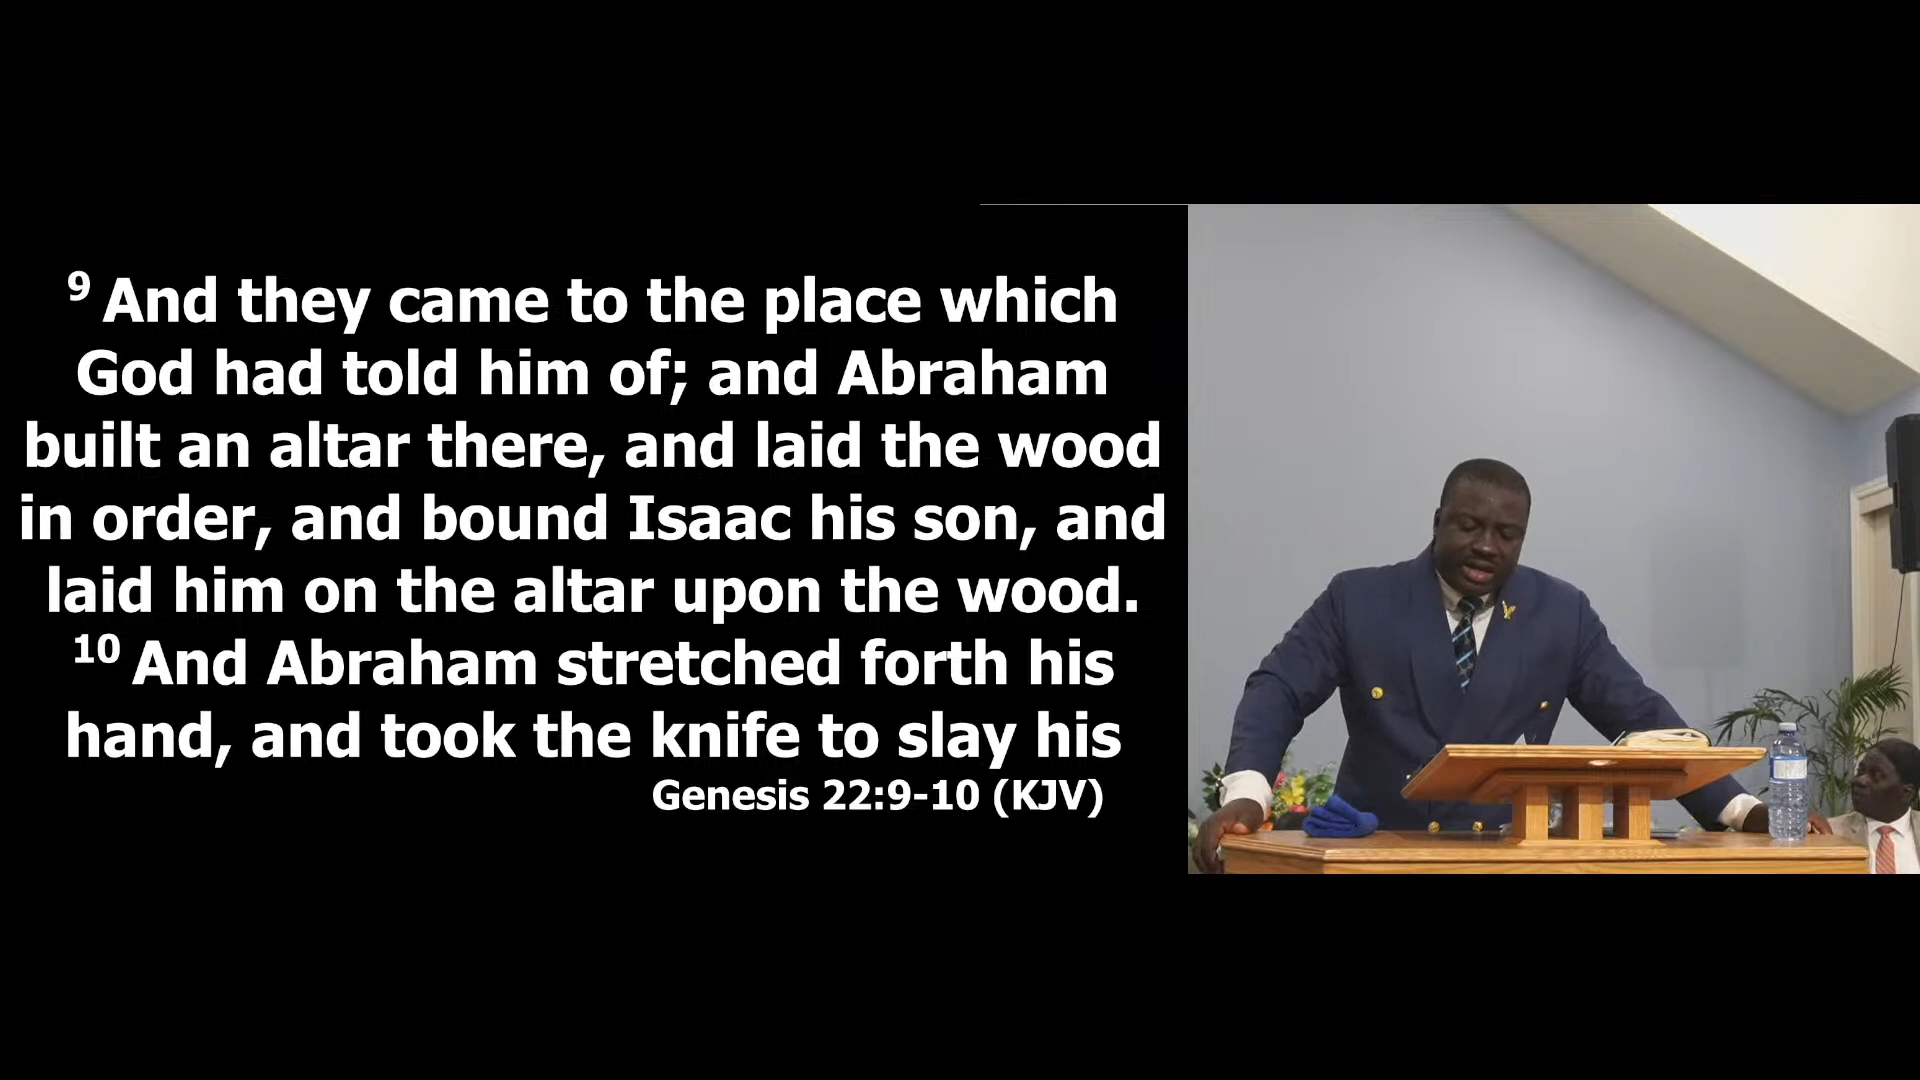 9 And they came to the place which
God had told him of; and Abraham
built an altar there, and laid the wood
in order, and bound Isaac his son, and
laid him on the altar upon the wood.
10 And Abraham stretched forth his
hand, and took the knife to slay his
Genesis 22:9-10 (KJV)